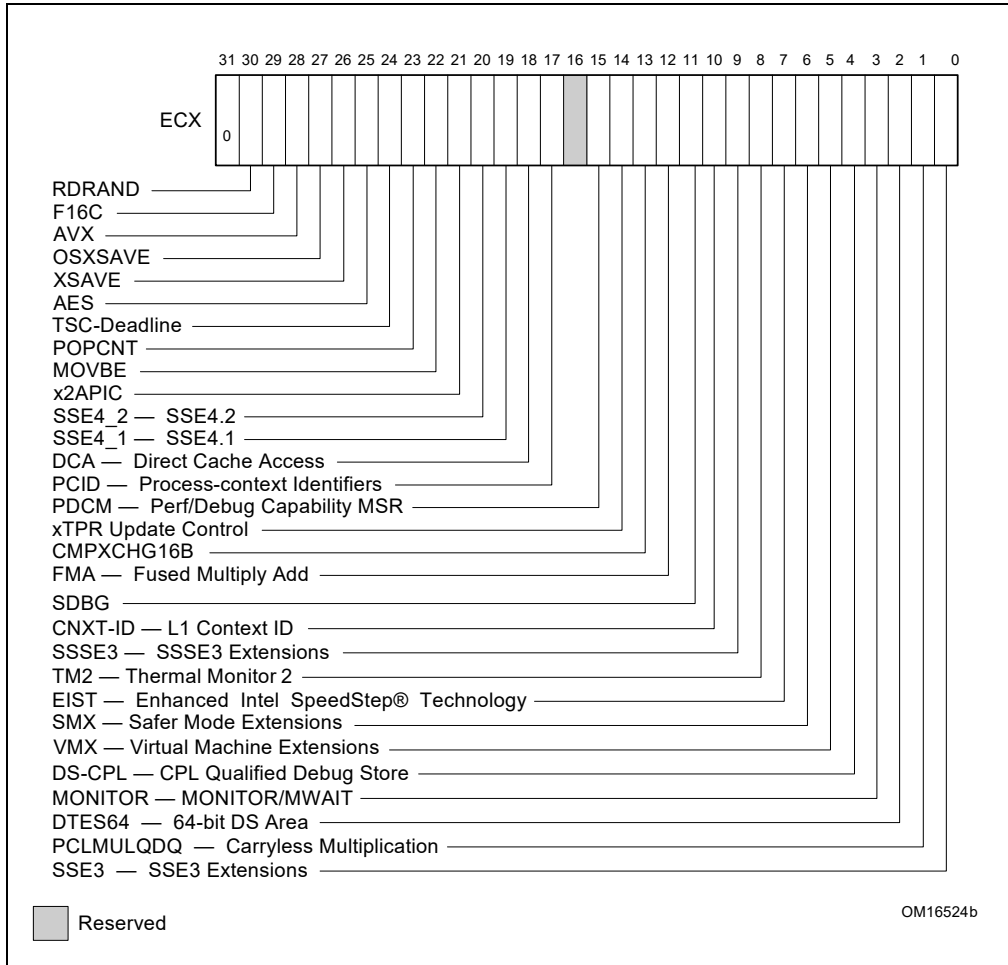 31 30 29 28 27 26 25 24 23 22 21 20 19 18 17 16 15 14 13 12 11 10 9 8 7 6 5 4 3 2 1 0
ECX
0
RDRAND
F16C
AVX
OSXSAVE
XSAVE
AES
TSC-Deadline
POPCNT
MOVBE
x2APIC
SSE4_2 — SSE4.2
SSE4_1 — SSE4.1
DCA — Direct Cache Access
PCID — Process-context Identifiers
PDCM — Perf/Debug Capability MSR
xTPR Update Control
CMPXCHG16B
FMA — Fused Multiply Add
SDBG
CNXT-ID — L1 Context ID
SSSE3 — SSSE3 Extensions
TM2 — Thermal Monitor 2
EIST — Enhanced Intel SpeedStep® Technology
SMX — Safer Mode Extensions
VMX — Virtual Machine Extensions
DS-CPL — CPL Qualified Debug Store
MONITOR — MONITOR/MWAIT
DTES64 — 64-bit DS Area
PCLMULQDQ — Carryless Multiplication
SSE3 — SSE3 Extensions
OM16524b
Reserved